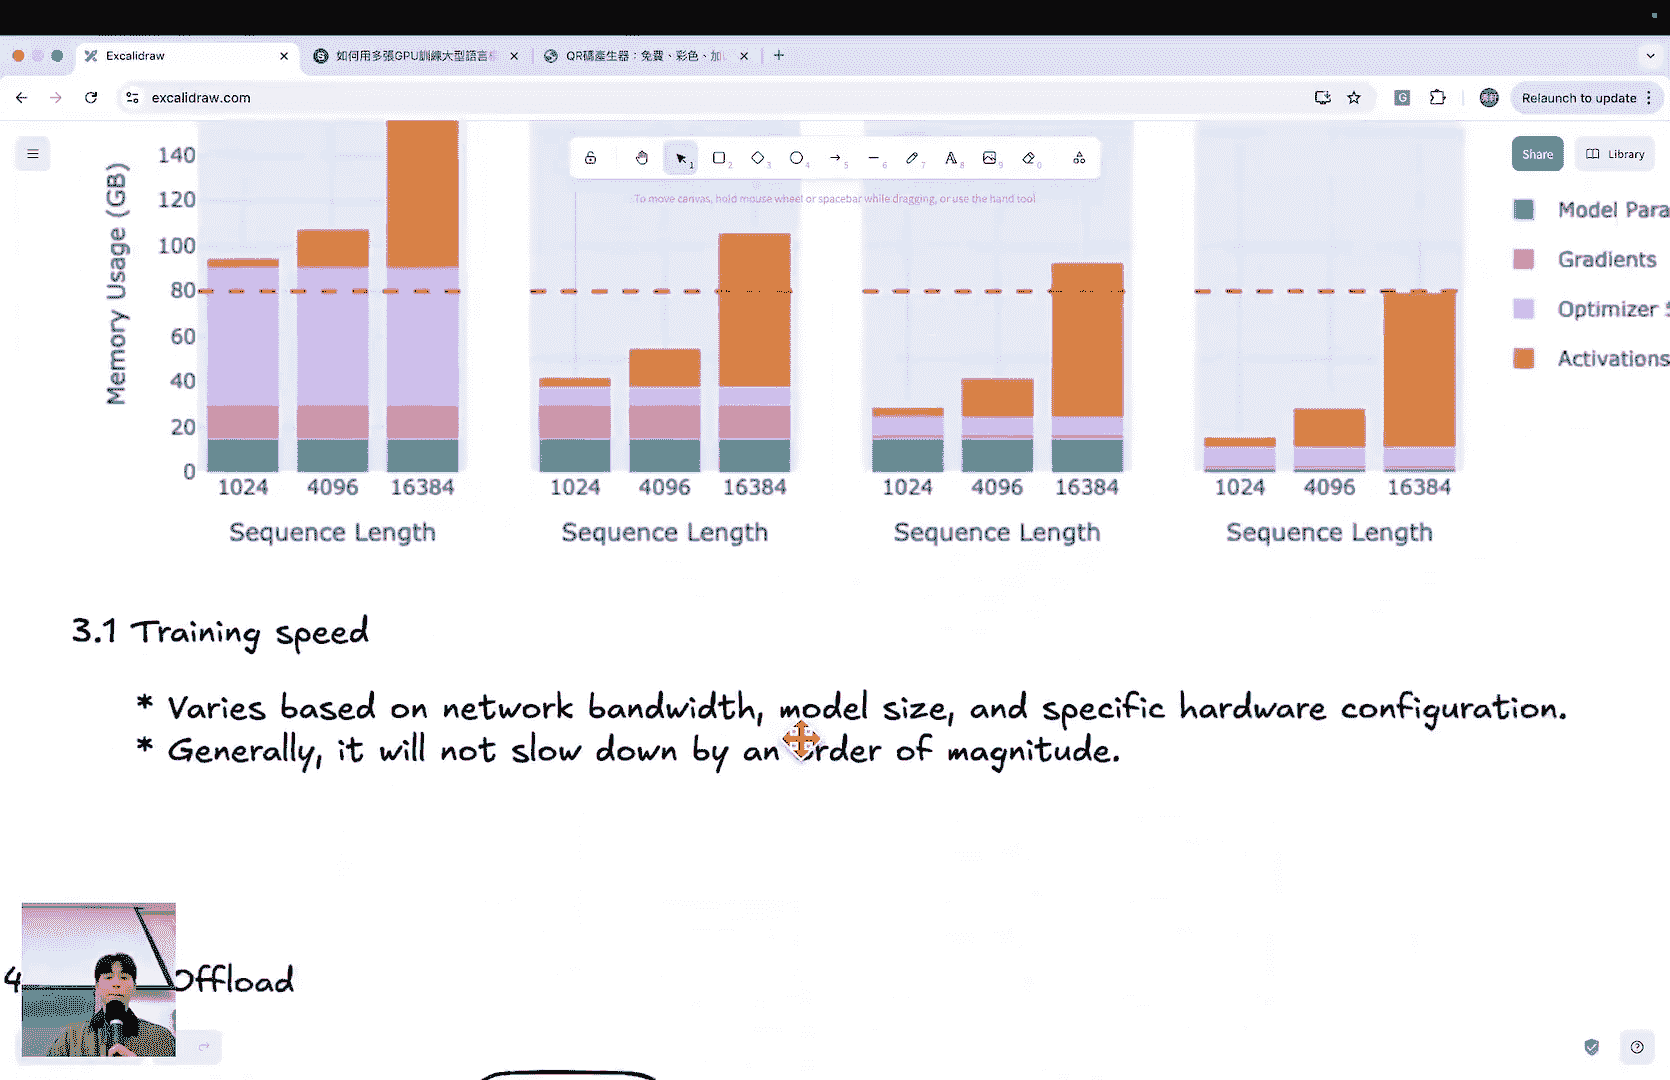 Excalidraw
如何用多張GPU訓練大型語言
QR碼產生器：免費、彩色、加
excalidraw.com
Relaunch to update
Share
Library
To move canvas, hold mouse wheel or spacebar while dragging, or use the hand tool
Memory Usage (GB)
140
120
100
80
60
40
20
0
1024 4096 16384
Sequence Length
1024 4096 16384
Sequence Length
1024 4096 16384
Sequence Length
1024 4096 16384
Sequence Length
Model Para
Gradients
Optimizer S
Activations
3.1 Training speed
* Varies based on network bandwidth, model size, and specific hardware configuration.
* Generally, it will not slow down by an order of magnitude.
4
Offload